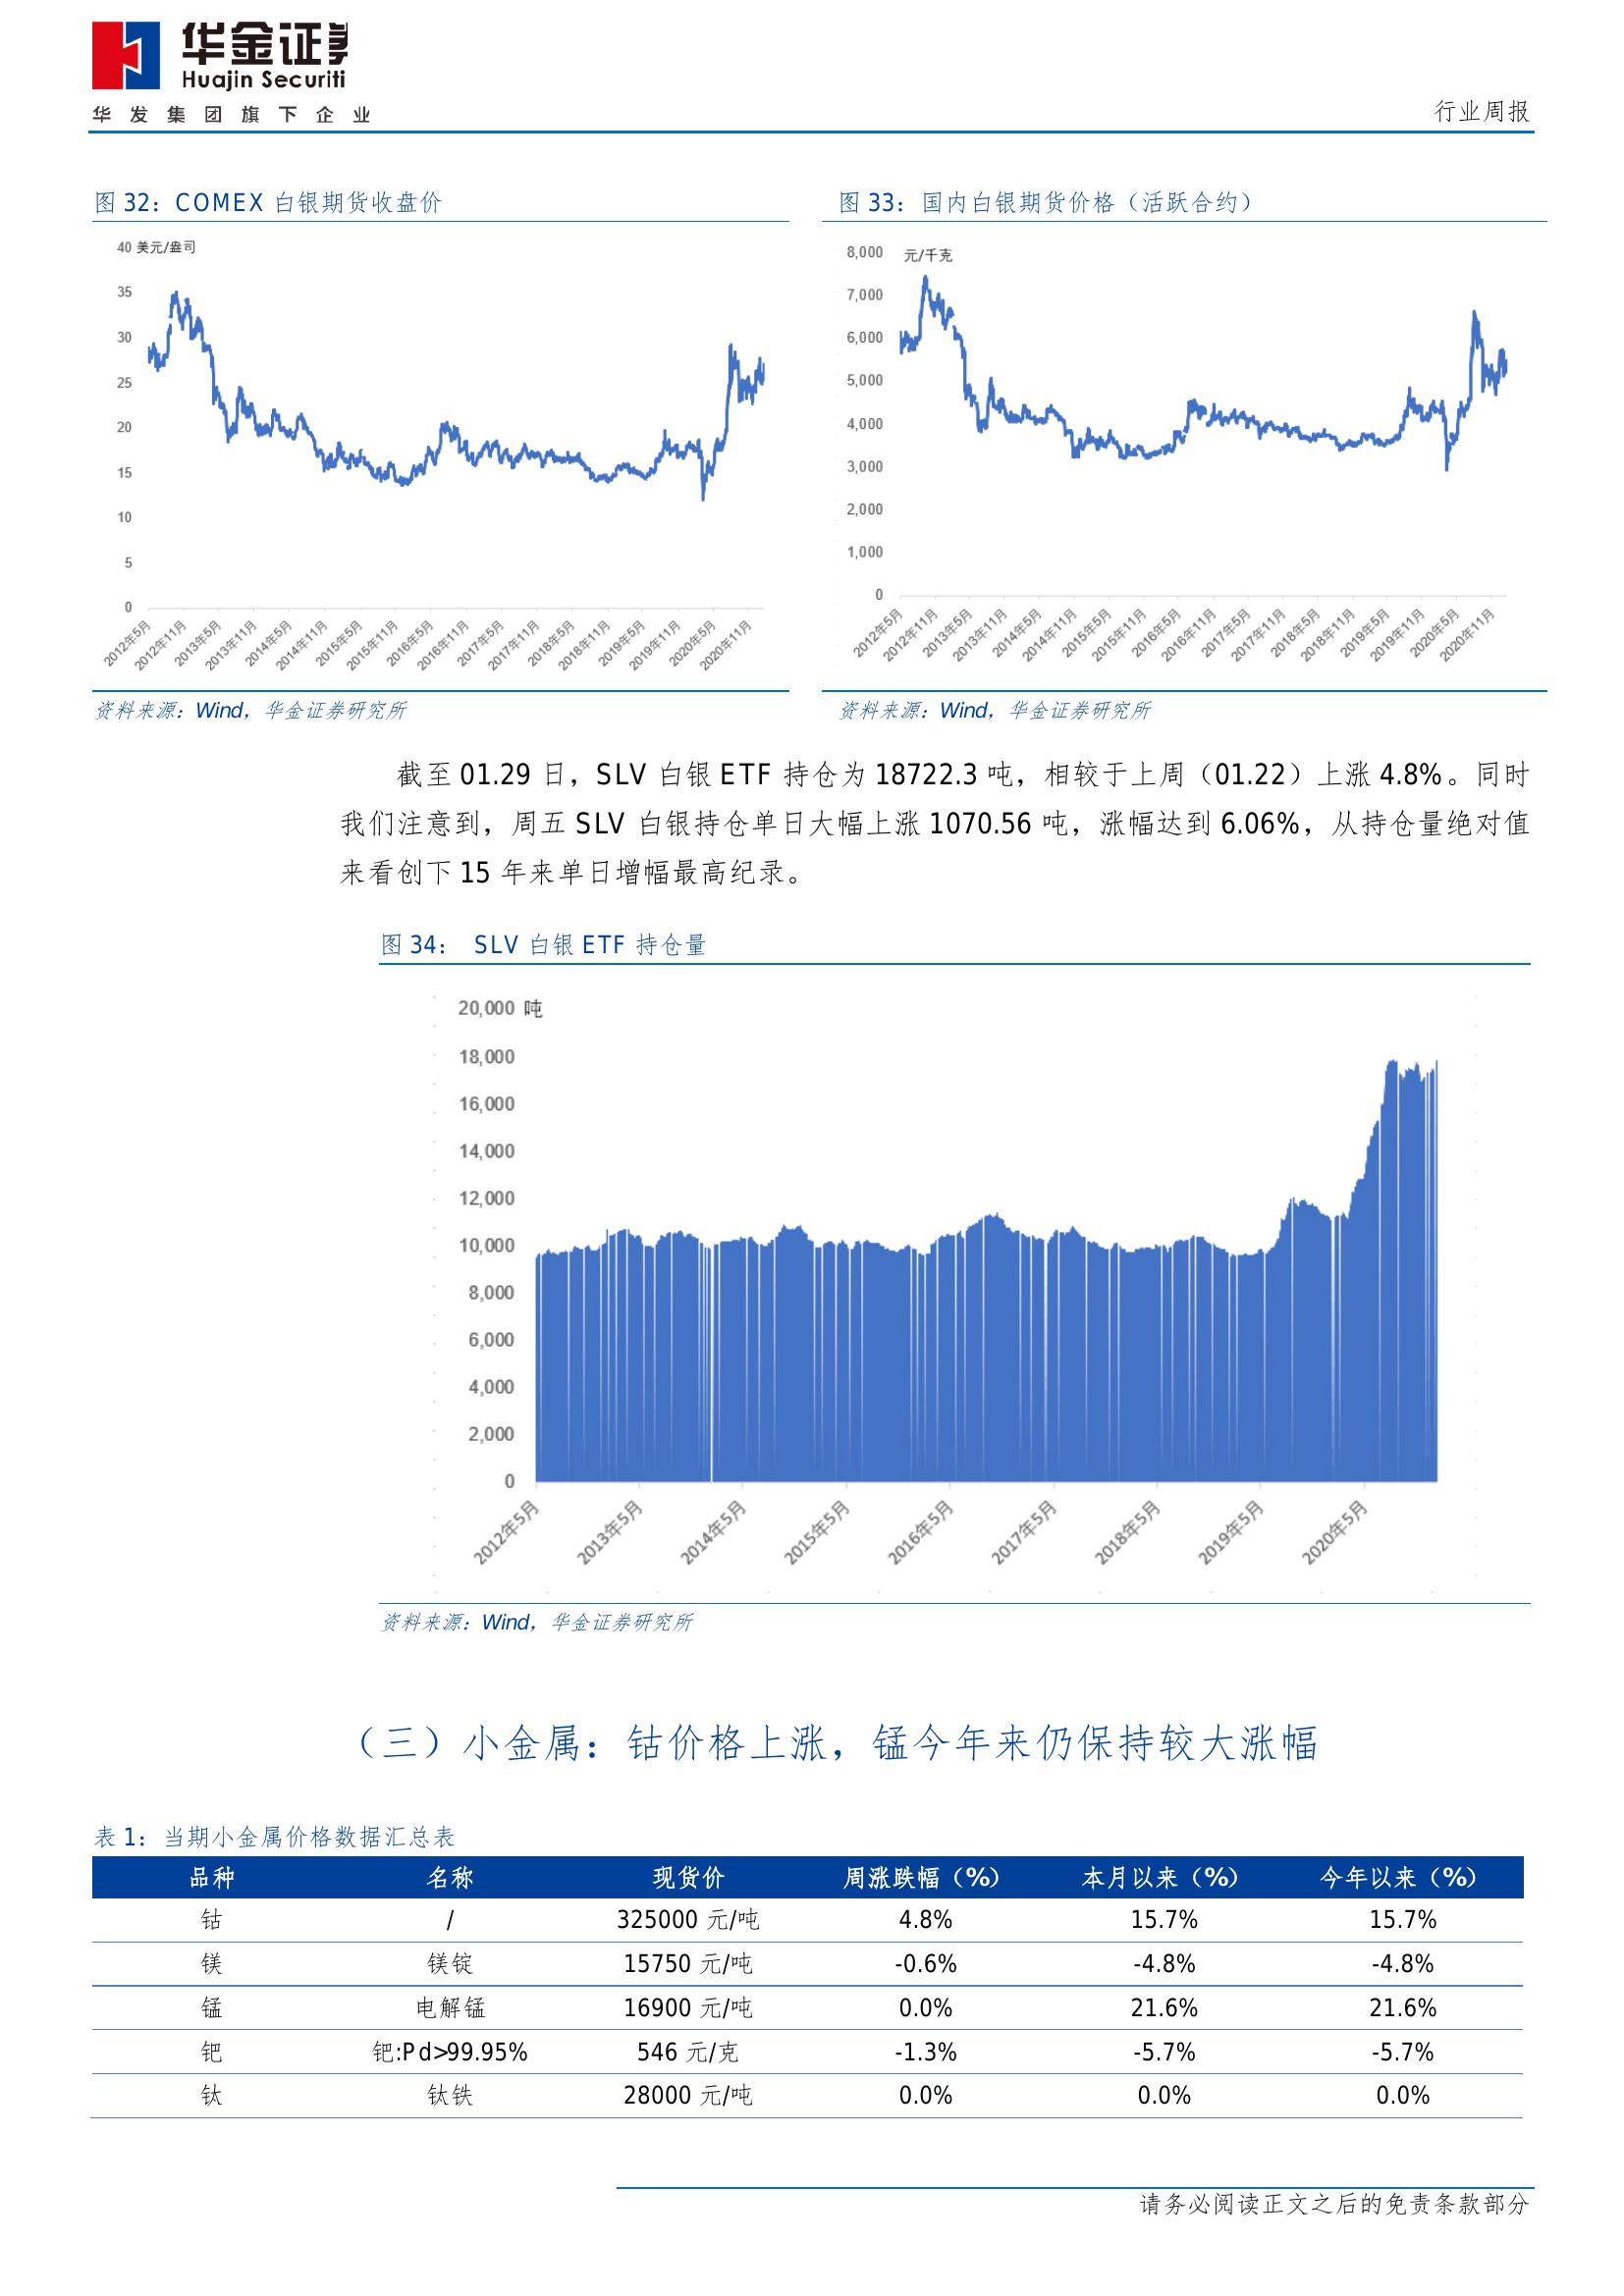 华金证券
Huajin Securiti
华发集团旗下企业
行业周报
图 32：COMEX 白银期货收盘价
40 美元/盎司
35
30
25
20
15
10
5
0
2012年5月
2012年11月
2013年5月
2013年11月
2014年5月
2014年11月
2015年5月
2015年11月
2016年5月
2016年11月
2017年5月
2017年11月
2018年5月
2018年11月
2019年5月
2019年11月
2020年5月
2020年11月
资料来源：Wind，华金证券研究所
图 33：国内白银期货价格（活跃合约）
8,000 元/千克
7,000
6,000
5,000
4,000
3,000
2,000
1,000
0
2012年5月
2012年11月
2013年5月
2013年11月
2014年5月
2014年11月
2015年5月
2015年11月
2016年5月
2016年11月
2017年5月
2017年11月
2018年5月
2018年11月
2019年5月
2019年11月
2020年5月
2020年11月
资料来源：Wind，华金证券研究所
截至 01.29 日，SLV 白银 ETF 持仓为 18722.3 吨，相较于上周（01.22）上涨 4.8%。同时
我们注意到，周五 SLV 白银持仓单日大幅上涨 1070.56 吨，涨幅达到 6.06%，从持仓量绝对值
来看创下 15 年来单日增幅最高纪录。
图 34： SLV 白银 ETF 持仓量
20,000 吨
18,000
16,000
14,000
12,000
10,000
8,000
6,000
4,000
2,000
0
2012年5月
2013年5月
2014年5月
2015年5月
2016年5月
2017年5月
2018年5月
2019年5月
2020年5月
资料来源：Wind，华金证券研究所
（三）小金属：钴价格上涨，锰今年来仍保持较大涨幅
表 1：当期小金属价格数据汇总表
品种 名称 现货价 周涨跌幅（%） 本月以来（%） 今年以来（%）
钴 / 325000 元/吨 4.8% 15.7% 15.7%
镁 镁锭 15750 元/吨 -0.6% -4.8% -4.8%
锰 电解锰 16900 元/吨 0.0% 21.6% 21.6%
钯 钯:Pd>99.95% 546 元/克 -1.3% -5.7% -5.7%
钛 钛铁 28000 元/吨 0.0% 0.0% 0.0%
请务必阅读正文之后的免责条款部分